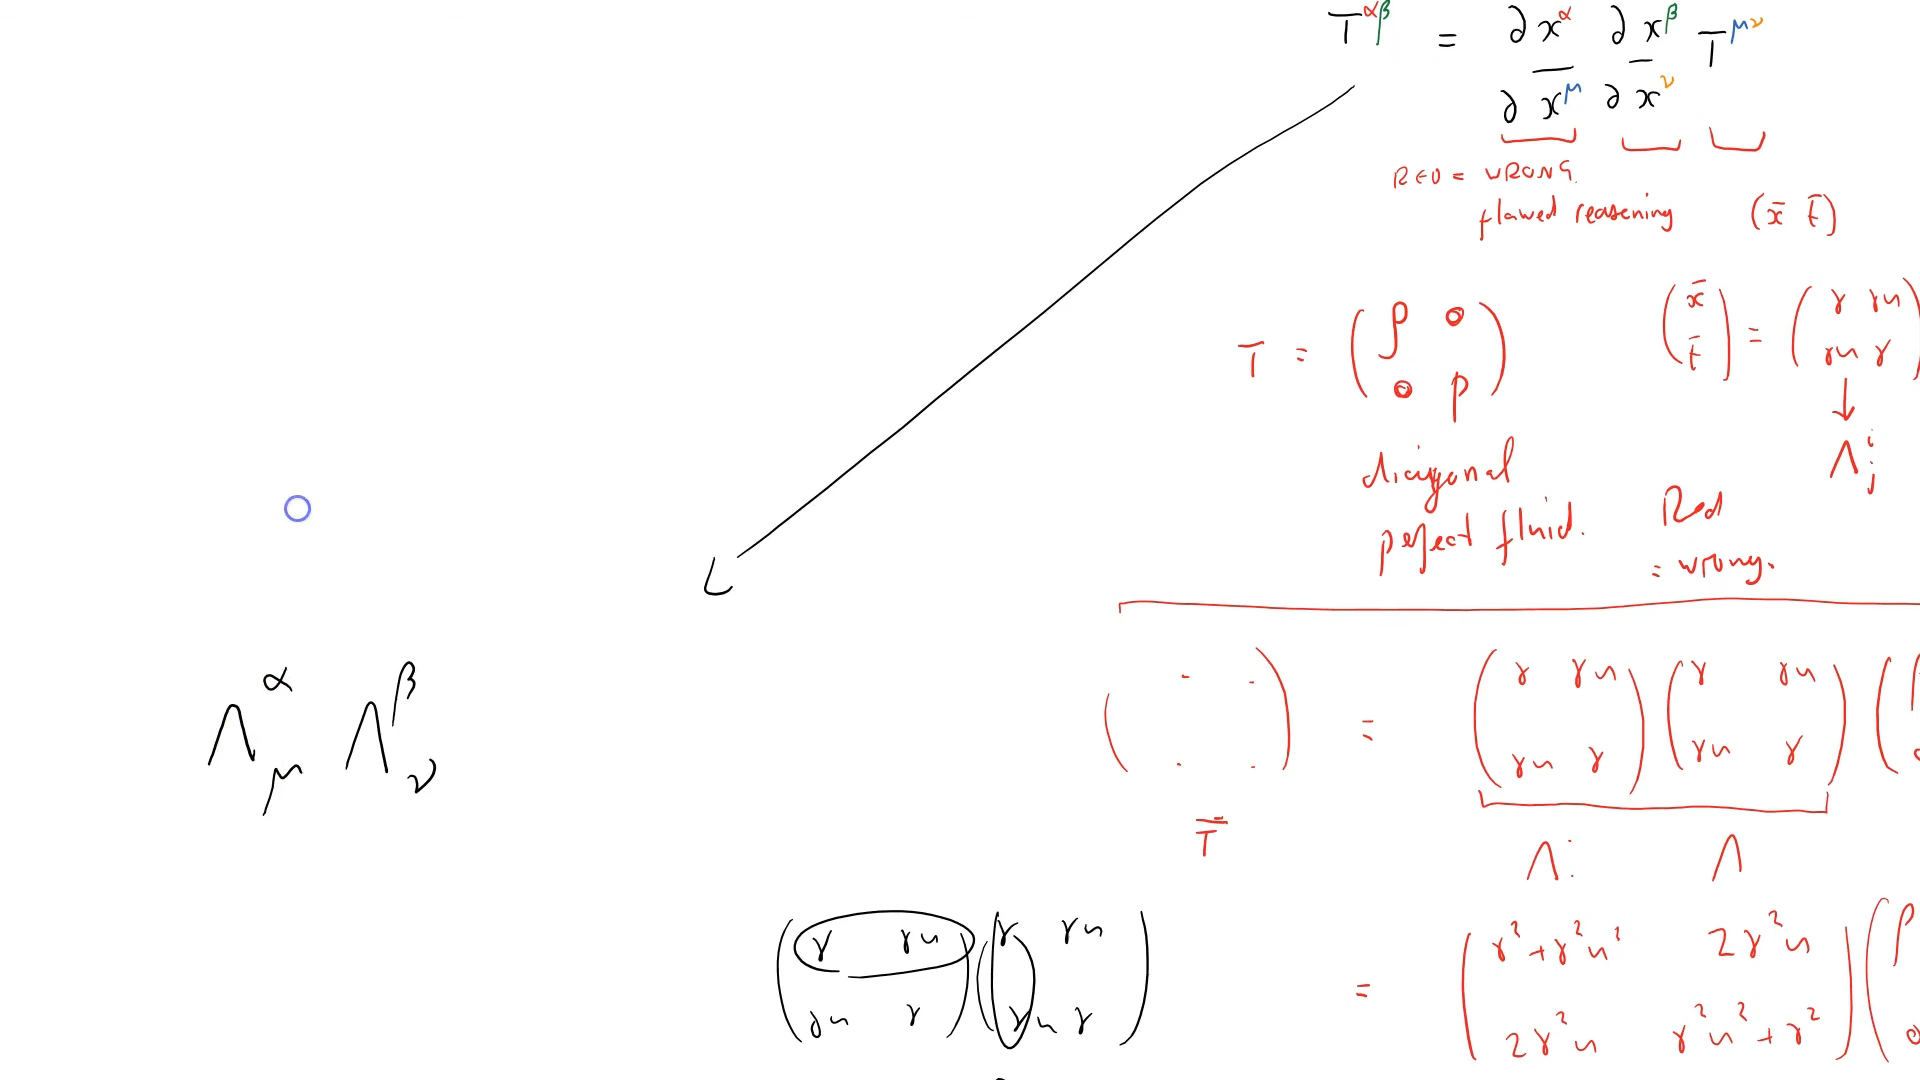 T^{αβ} = ∂x^α/∂x̄^μ ∂x^β/∂x̄^ν T^{μν}
RED = WRONG.
flawed reasoning (x̄ t̄)
T = (ρ 0; 0 p)
(x̄; t̄) = (γ γu; γu γ)
↓
Λ^i_j
diagonal
perfect fluid.
Red
= wrong.
Λ^α_μ Λ^β_ν
(. .; . .) = (γ γu; γu γ)(γ γu; γu γ)(
T̄
Λ: Λ
(γ γu; γu γ)(γ γu; γu γ)
= (γ²+γ²u² 2γ²u; 2γ²u γ²u²+γ²)(ρ